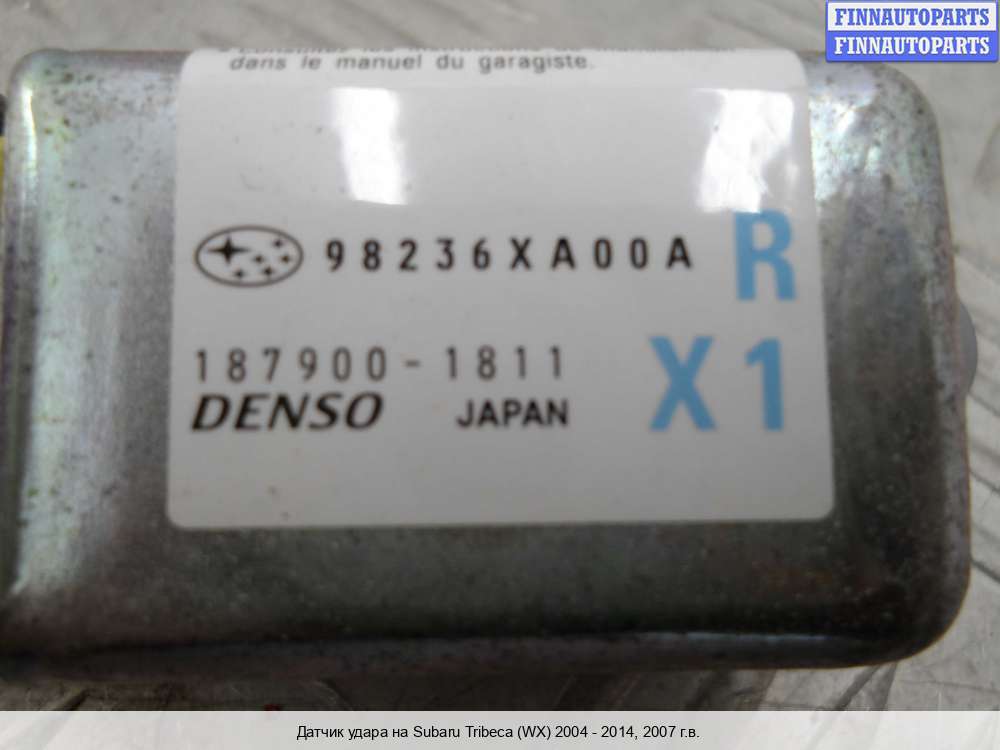 FINNAUTOPARTS
FINNAUTOPARTS
dans le manuel du garagiste.
98236XA00A R
187900-1811
DENSO JAPAN X1
Датчик удара на Subaru Tribeca (WX) 2004 - 2014, 2007 г.в.